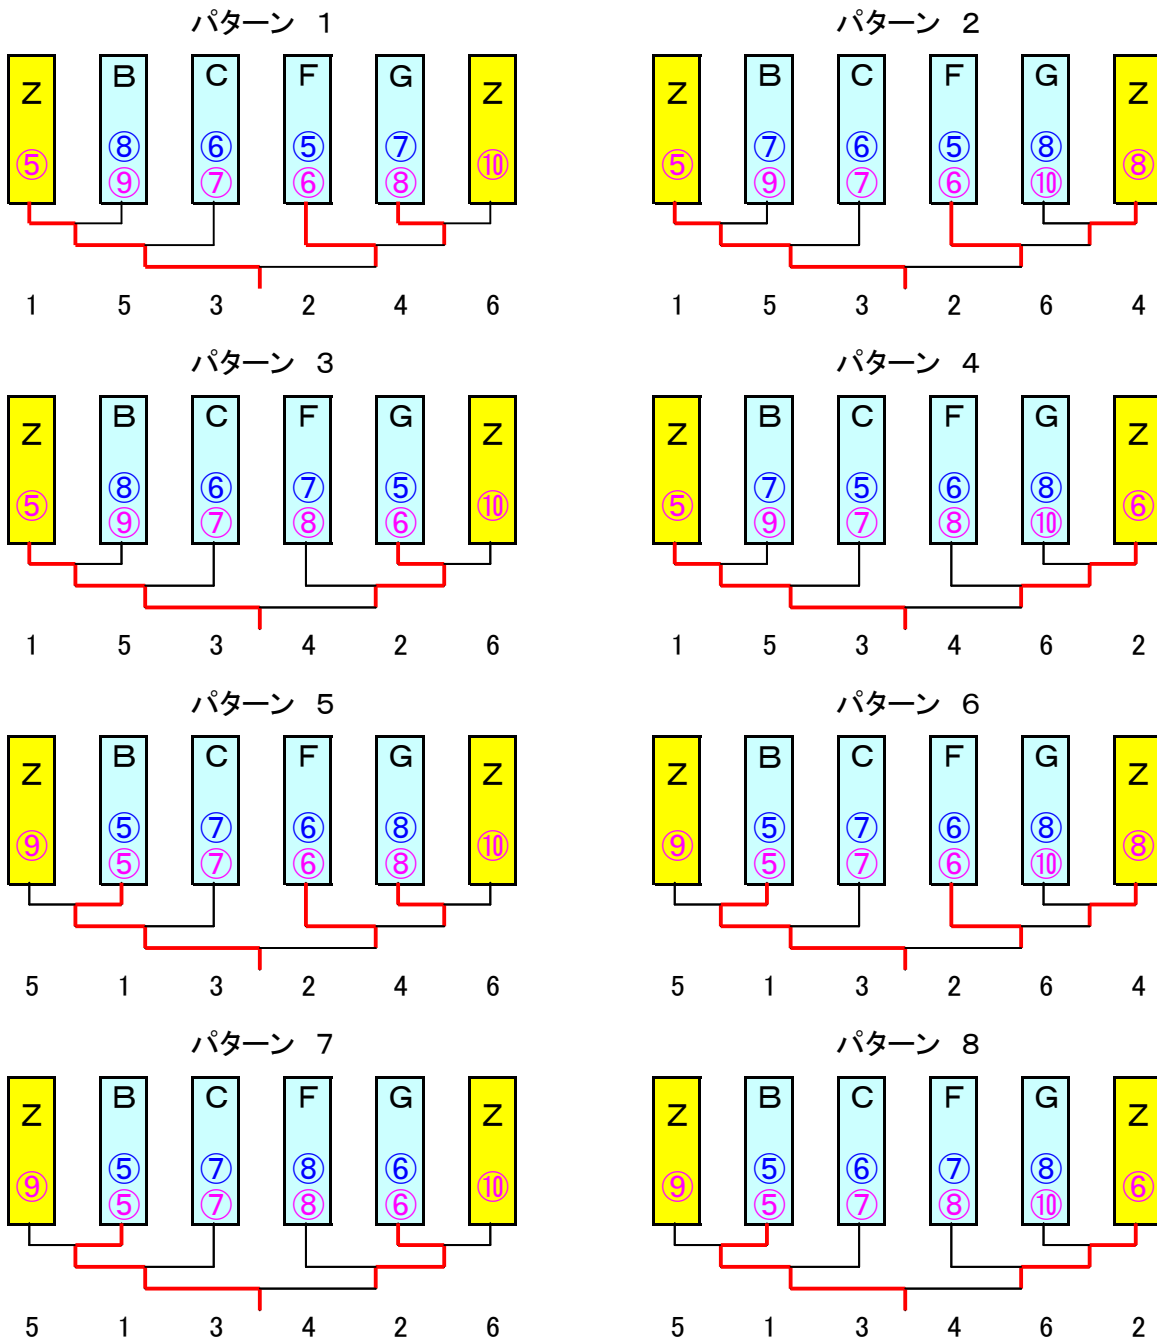 パターン　1 パターン　2
Z B C F G Z Z B C F G Z
⑧ ⑥ ⑤ ⑦ ⑦ ⑥ ⑤ ⑧
⑤ ⑨ ⑦ ⑥ ⑧ ⑩ ⑤ ⑨ ⑦ ⑥ ⑩ ⑧
1 5 3 2 4 6 1 5 3 2 6 4
パターン　3 パターン　4
Z B C F G Z Z B C F G Z
⑧ ⑥ ⑦ ⑤ ⑦ ⑤ ⑥ ⑧
⑤ ⑨ ⑦ ⑧ ⑥ ⑩ ⑤ ⑨ ⑦ ⑧ ⑩ ⑥
1 5 3 4 2 6 1 5 3 4 6 2
パターン　5 パターン　6
Z B C F G Z Z B C F G Z
⑤ ⑦ ⑥ ⑧ ⑤ ⑦ ⑥ ⑧
⑨ ⑤ ⑦ ⑥ ⑧ ⑩ ⑨ ⑤ ⑦ ⑥ ⑩ ⑧
5 1 3 2 4 6 5 1 3 2 6 4
パターン　7 パターン　8
Z B C F G Z Z B C F G Z
⑤ ⑦ ⑧ ⑥ ⑤ ⑥ ⑦ ⑧
⑨ ⑤ ⑦ ⑧ ⑥ ⑩ ⑨ ⑤ ⑦ ⑧ ⑩ ⑥
5 1 3 4 2 6 5 1 3 4 6 2